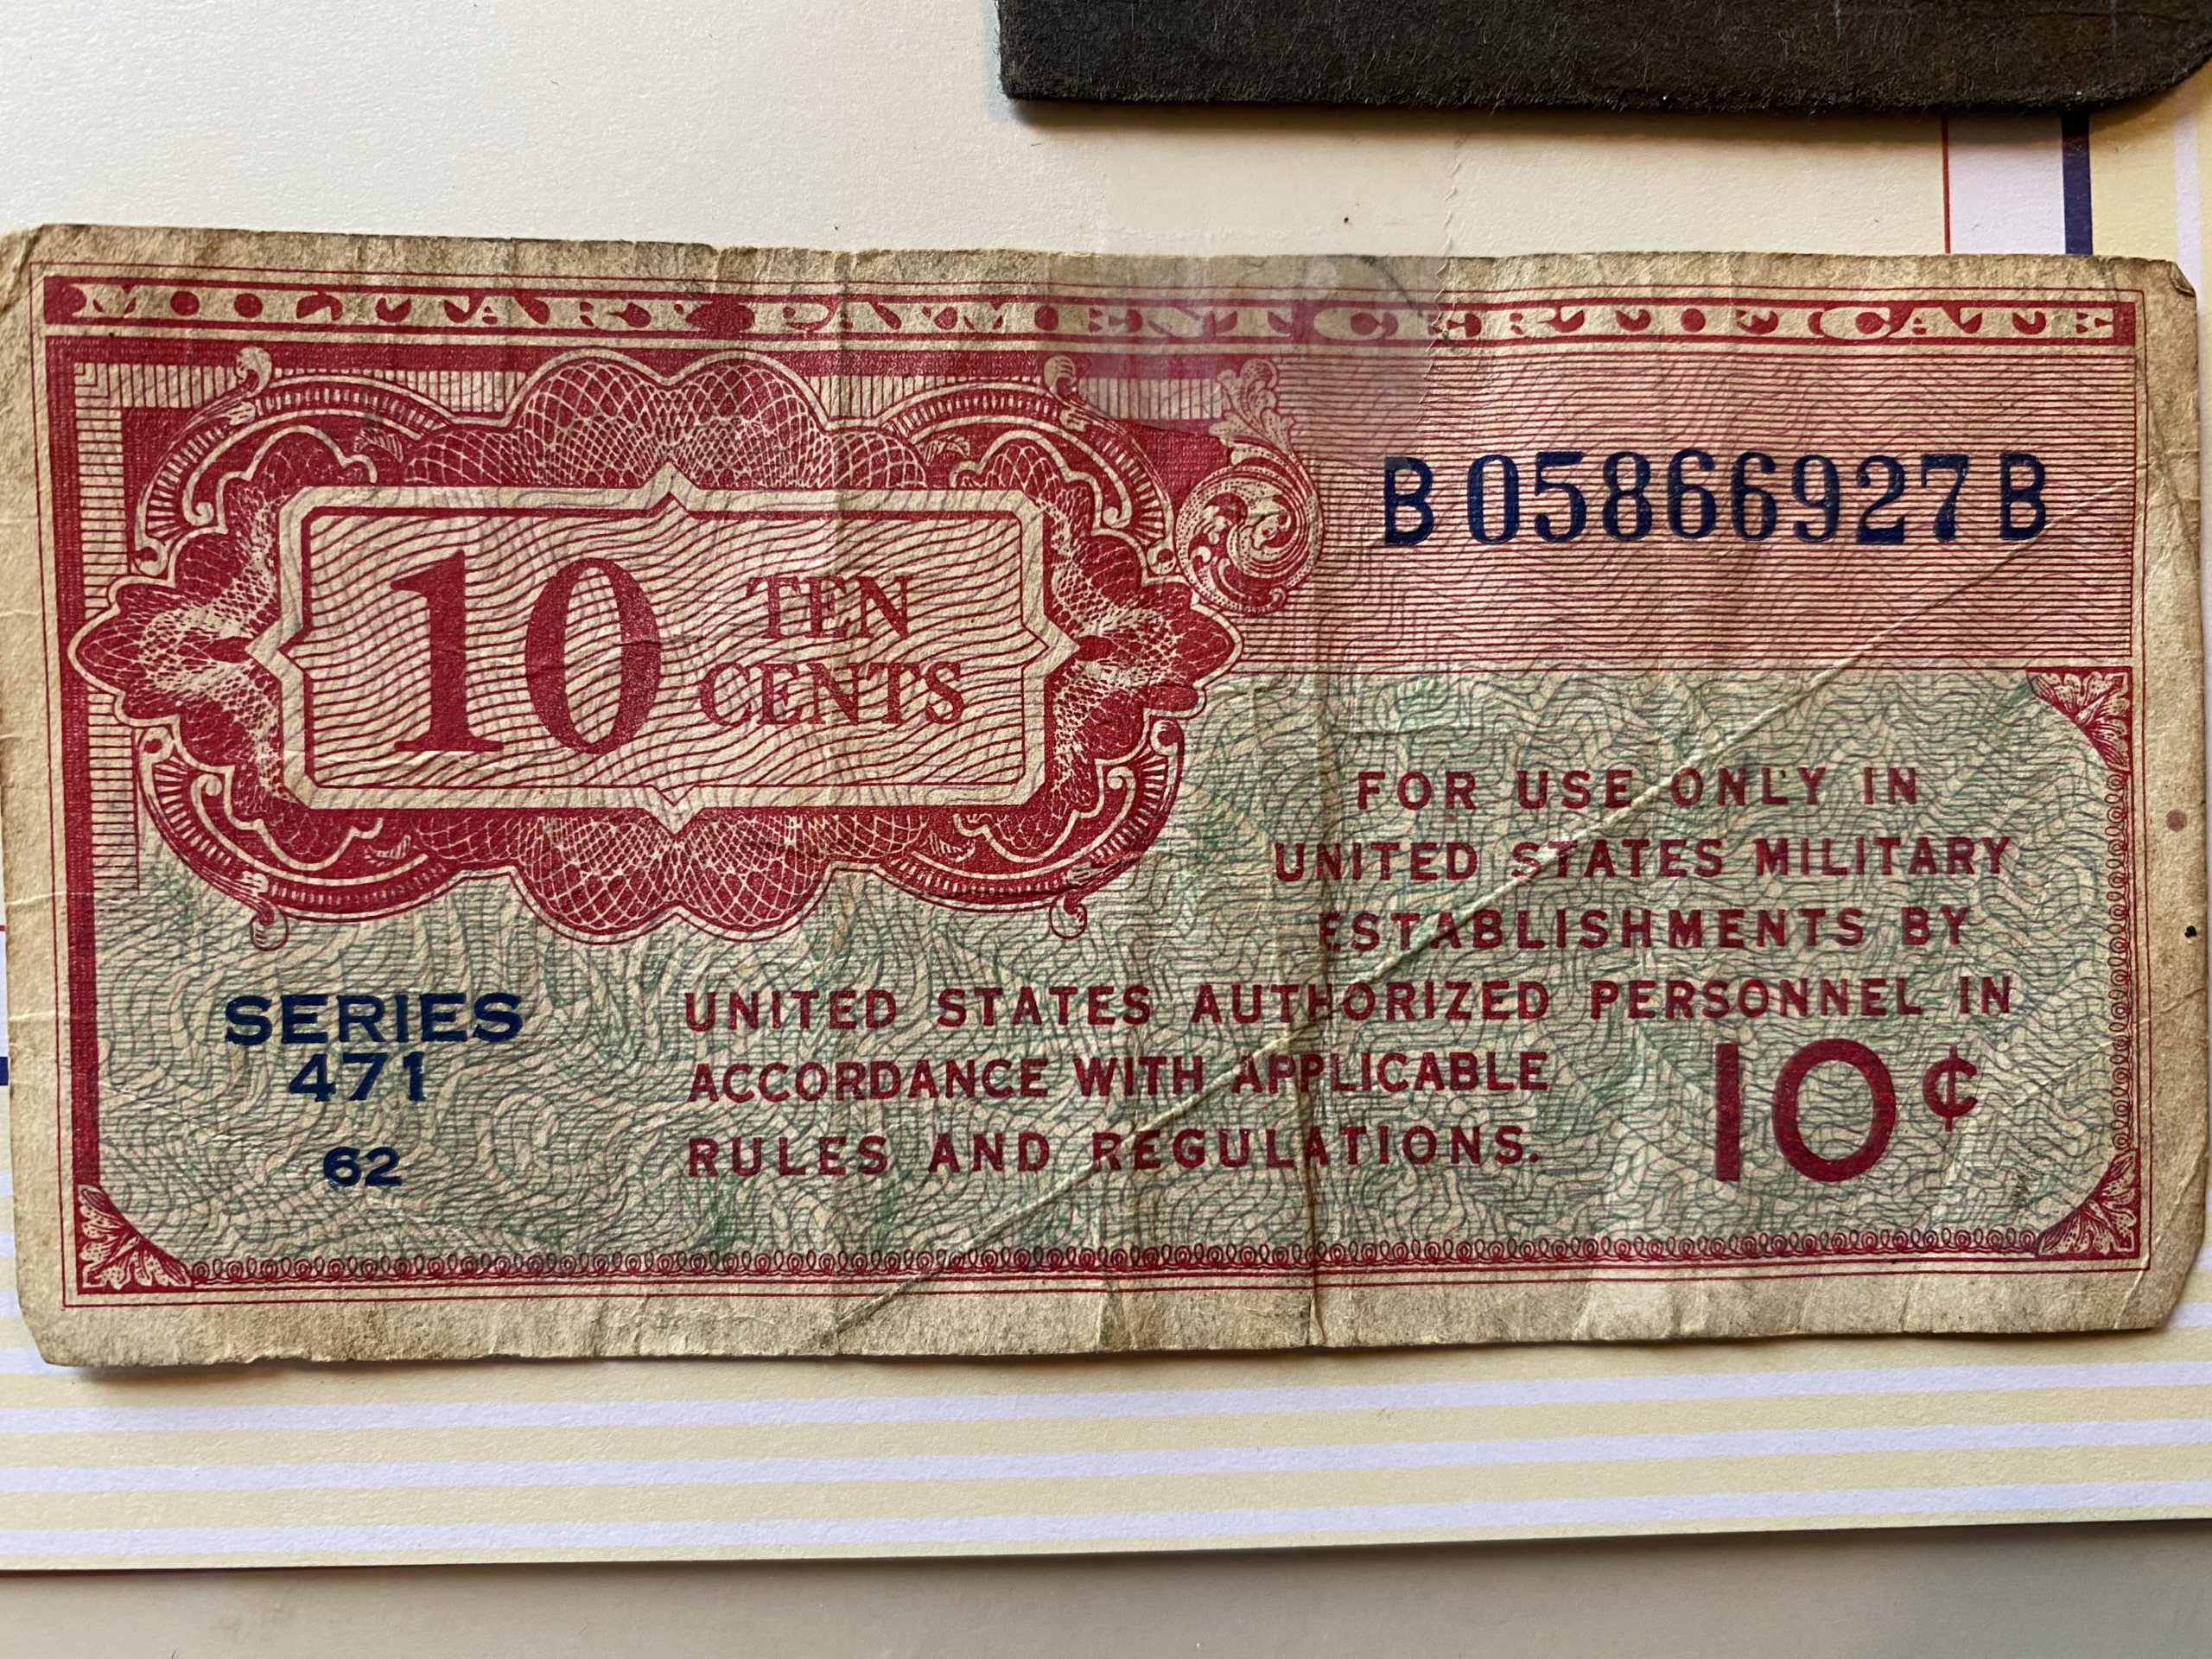 MILITARY PAYMENT CERTIFICATE
B05866927B
10 TEN
CENTS
FOR USE ONLY IN
UNITED STATES MILITARY
ESTABLISHMENTS BY
UNITED STATES AUTHORIZED PERSONNEL IN
ACCORDANCE WITH APPLICABLE
RULES AND REGULATIONS.
10¢
SERIES
471
62